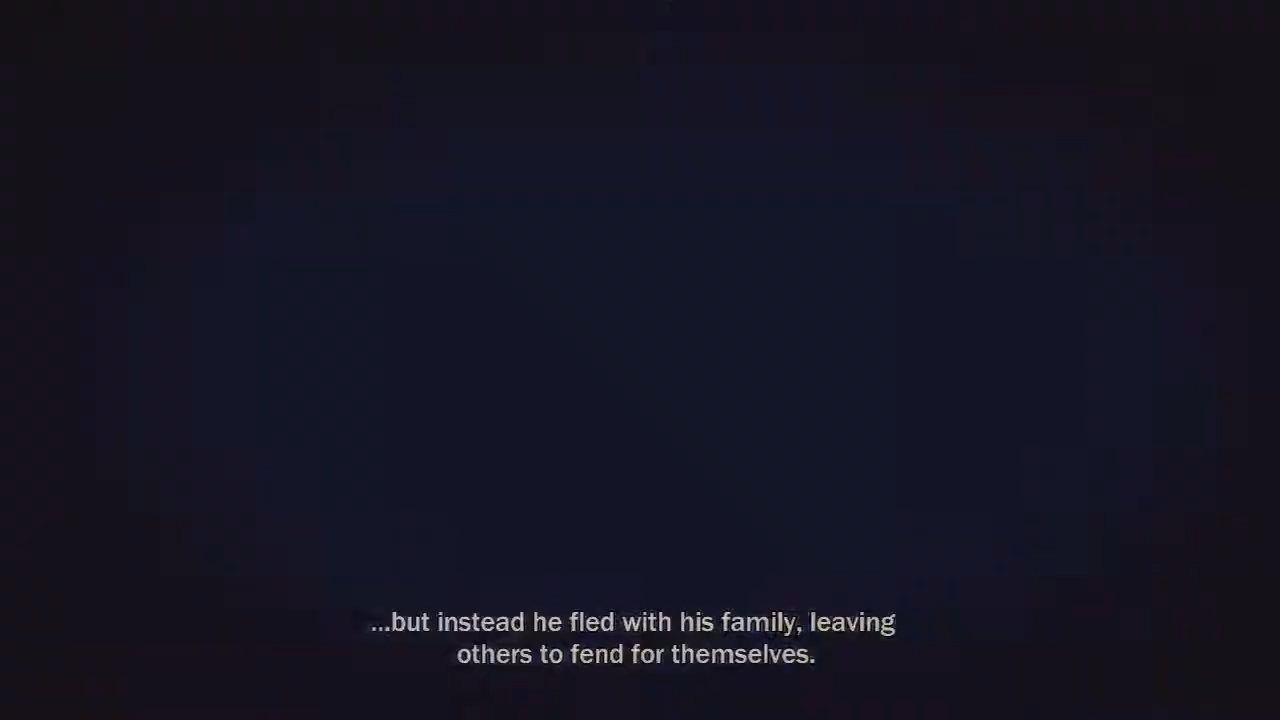 ...but instead he fled with his family, leaving
others to fend for themselves.